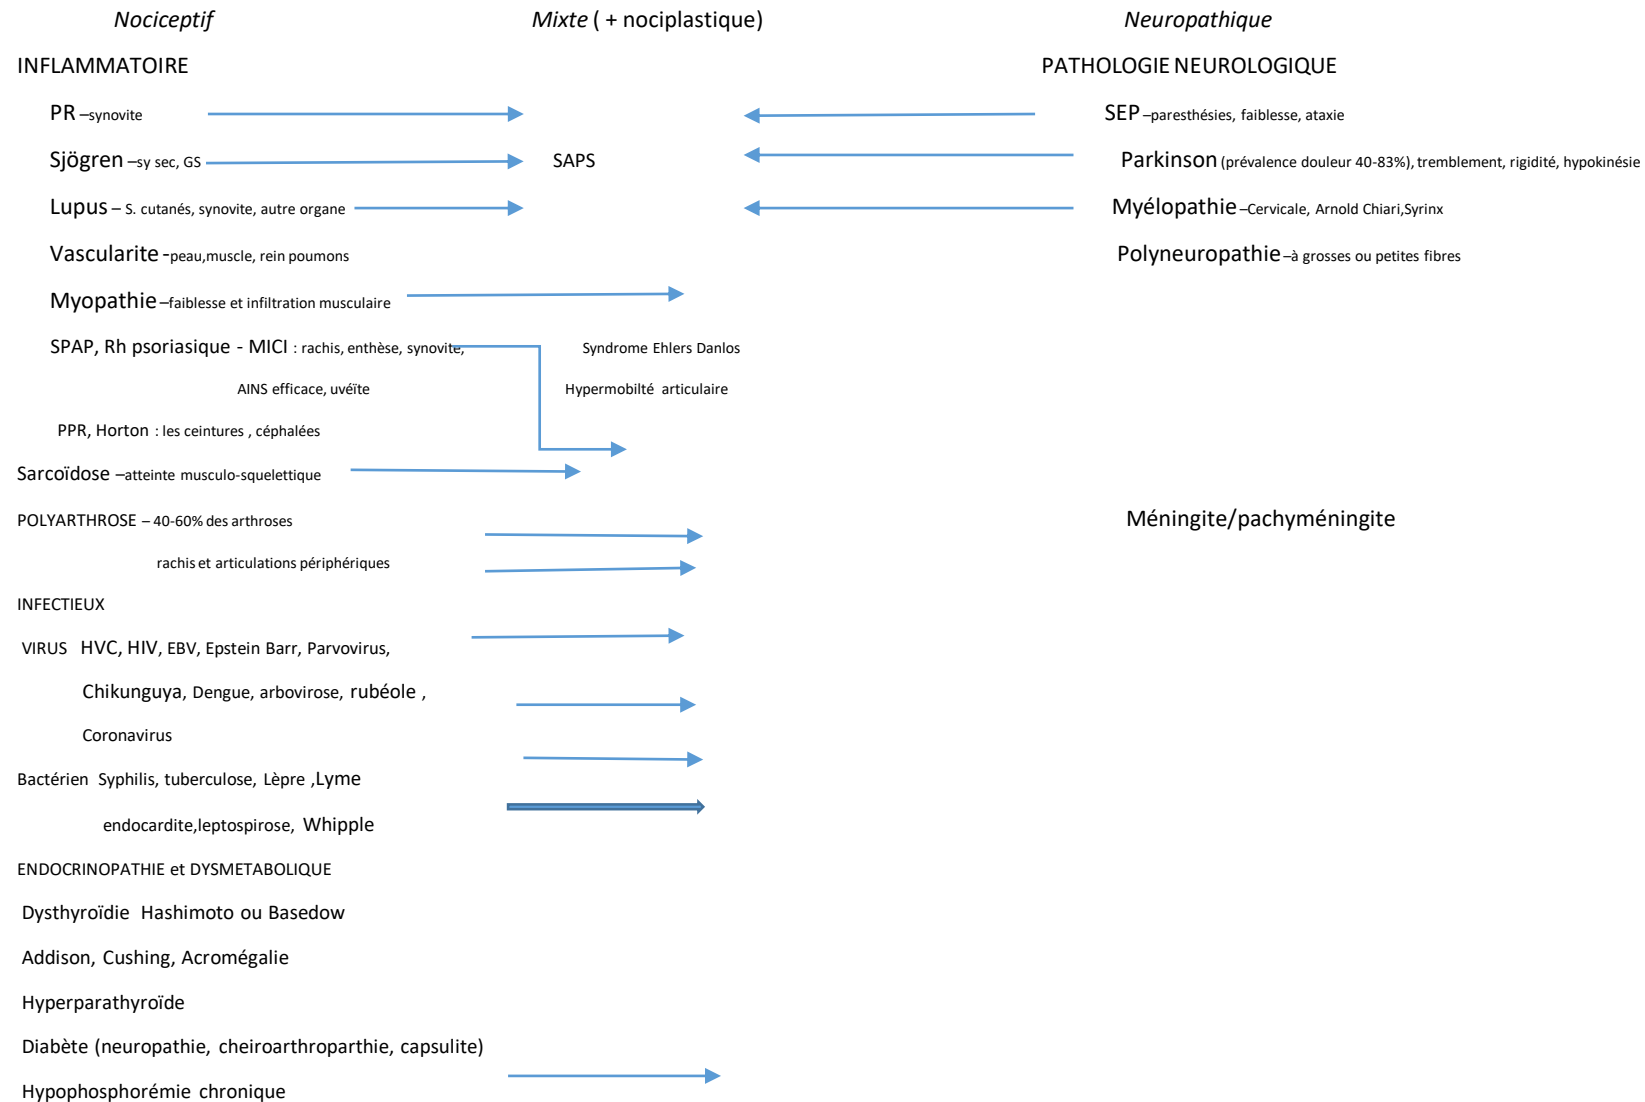 Nociceptif Mixte ( + nociplastique) Neuropathique
INFLAMMATOIRE PATHOLOGIE NEUROLOGIQUE
PR –synovite SEP –paresthésies, faiblesse, ataxie
Sjögren –sy sec, GS SAPS Parkinson (prévalence douleur 40-83%), tremblement, rigidité, hypokinésie
Lupus – S. cutanés, synovite, autre organe Myélopathie –Cervicale, Arnold Chiari,Syrinx
Vascularite -peau,muscle, rein poumons Polyneuropathie –à grosses ou petites fibres
Myopathie –faiblesse et infiltration musculaire
SPAP, Rh psoriasique - MICI : rachis, enthèse, synovite, Syndrome Ehlers Danlos
AINS efficace, uvéïte Hypermobilté articulaire
PPR, Horton : les ceintures , céphalées
Sarcoïdose –atteinte musculo-squelettique
POLYARTHROSE – 40-60% des arthroses Méningite/pachyméningite
rachis et articulations périphériques
INFECTIEUX
VIRUS HVC, HIV, EBV, Epstein Barr, Parvovirus,
Chikunguya, Dengue, arbovirose, rubéole ,
Coronavirus
Bactérien Syphilis, tuberculose, Lèpre ,Lyme
endocardite,leptospirose, Whipple
ENDOCRINOPATHIE et DYSMETABOLIQUE
Dysthyroïdie Hashimoto ou Basedow
Addison, Cushing, Acromégalie
Hyperparathyroïde
Diabète (neuropathie, cheiroarthroparthie, capsulite)
Hypophosphorémie chronique